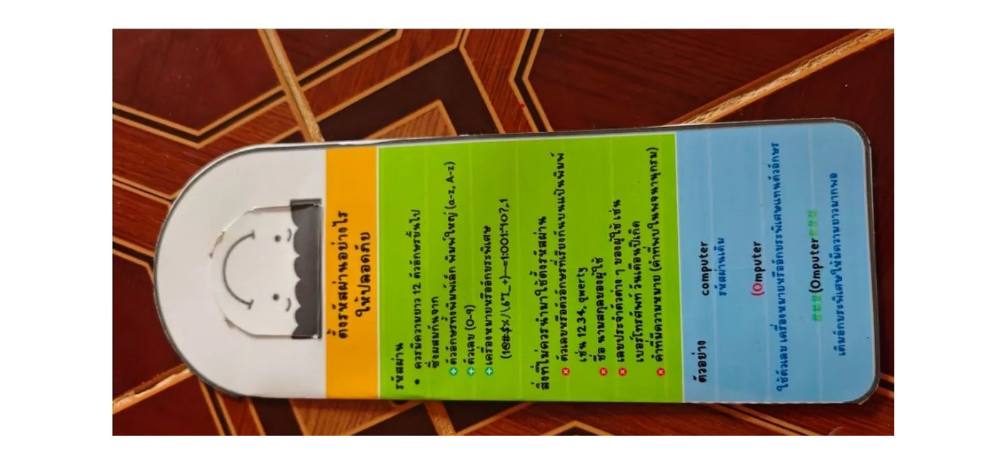 ตั้งรหัสผ่านอย่างไร
ให้ปลอดภัย
รหัสผ่าน
• ควรมีความยาว 12 ตัวอักษรขึ้นไป
ซึ่งผสมกันจาก
ตัวอักษรทั้งพิมพ์เล็ก พิมพ์ใหญ่ (a-z, A-z)
ตัวเลข (0-9)
เครื่องหมายหรืออักขระพิเศษ
สิ่งที่ไม่ควรนำมาใช้ตั้งรหัสผ่าน
ตัวเลขหรือตัวอักษรที่เรียงกันบนแป้นพิมพ์
เช่น 1234, qwerty
ชื่อ นามสกุลของผู้ใช้
เลขประจำตัวต่าง ๆ ของผู้ใช้ เช่น
เบอร์โทรศัพท์ วันเดือนปีเกิด
คำที่มีความหมาย (คำที่พบในพจนานุกรม)
ตัวอย่าง
computer
รหัสผ่านเดิม
(0mputer
ใช้ตัวเลข เครื่องหมายหรืออักขระพิเศษแทนตัวอักษร
###(0mputer###
เติมอักขระพิเศษให้มีความยาวมากพอ